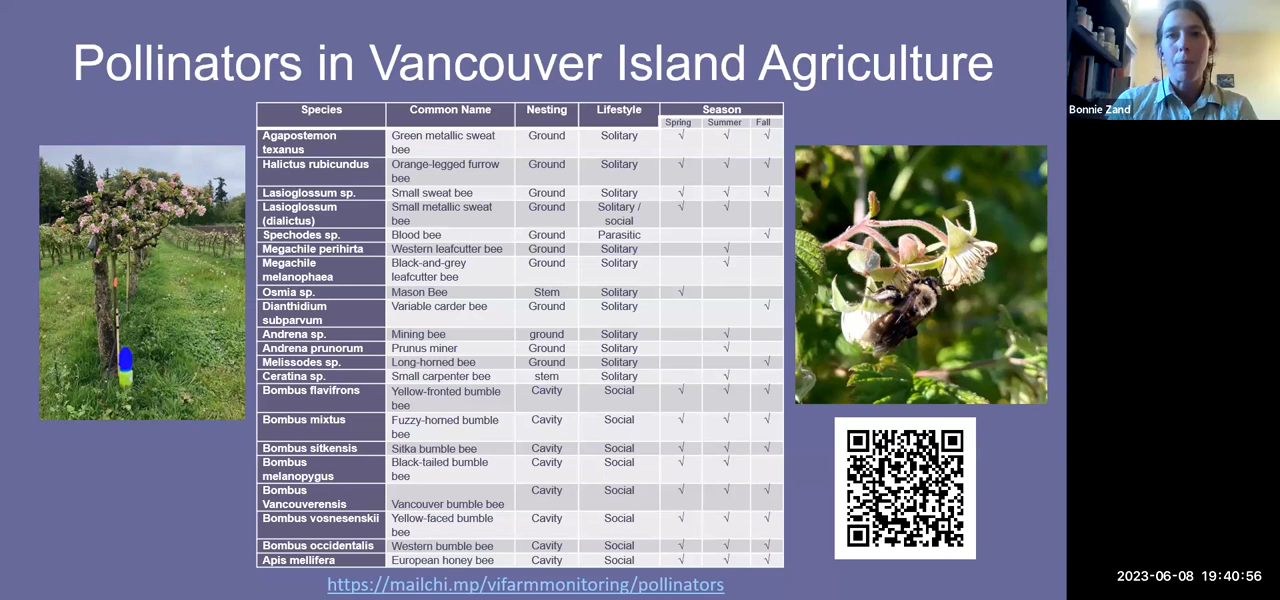 Pollinators in Vancouver Island Agriculture
Bonnie Zand
Species Common Name Nesting Lifestyle Season
Spring Summer Fall
Agapostemon texanus Green metallic sweat bee Ground Solitary √ √ √
Halictus rubicundus Orange-legged furrow bee Ground Solitary √ √ √
Lasioglossum sp. Small sweat bee Ground Solitary √ √ √
Lasioglossum (dialictus) Small metallic sweat bee Ground Solitary / social √ √
Spechodes sp. Blood bee Ground Parasitic √
Megachile perihirta Western leafcutter bee Ground Solitary √
Megachile melanophaea Black-and-grey leafcutter bee Ground Solitary √
Osmia sp. Mason Bee Stem Solitary √
Dianthidium subparvum Variable carder bee Ground Solitary √
Andrena sp. Mining bee ground Solitary √
Andrena prunorum Prunus miner Ground Solitary √
Melissodes sp. Long-horned bee Ground Solitary √
Ceratina sp. Small carpenter bee stem Solitary √
Bombus flavifrons Yellow-fronted bumble bee Cavity Social √ √ √
Bombus mixtus Fuzzy-horned bumble bee Cavity Social √ √ √
Bombus sitkensis Sitka bumble bee Cavity Social √ √ √
Bombus melanopygus Black-tailed bumble bee Cavity Social √ √
Bombus Vancouverensis Vancouver bumble bee Cavity Social √ √ √
Bombus vosnesenskii Yellow-faced bumble bee Cavity Social √ √ √
Bombus occidentalis Western bumble bee Cavity Social √ √ √
Apis mellifera European honey bee Cavity Social √ √ √
https://mailchi.mp/vifarmmonitoring/pollinators
2023-06-08 19:40:56